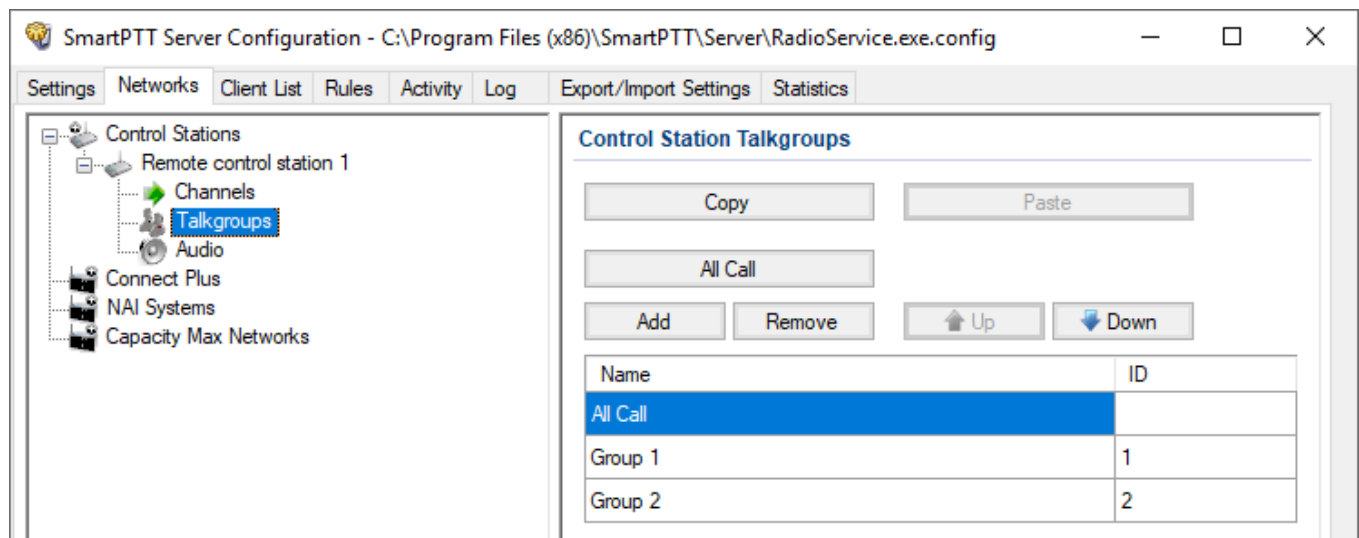 SmartPTT Server Configuration - C:\Program Files (x86)\SmartPTT\Server\RadioService.exe.config
Settings Networks Client List Rules Activity Log Export/Import Settings Statistics
Control Stations
Remote control station 1
Channels
Talkgroups
Audio
Connect Plus
NAI Systems
Capacity Max Networks
Control Station Talkgroups
Copy Paste
All Call
Add Remove Up Down
Name ID
All Call
Group 1 1
Group 2 2